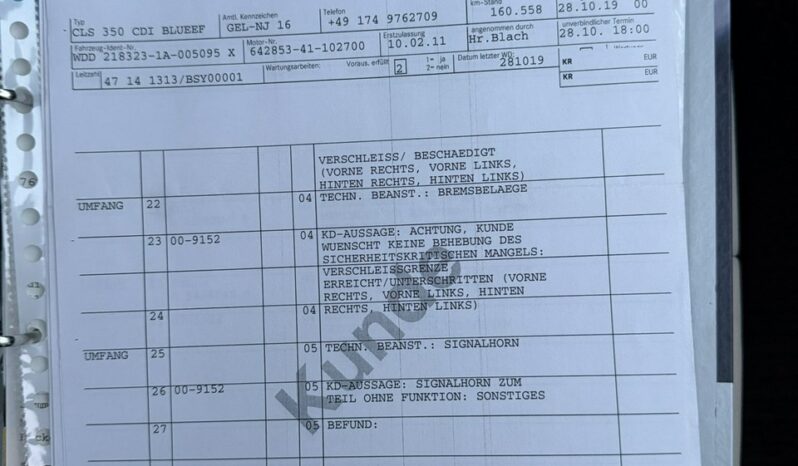 Typ
CLS 350 CDI BLUEEF
Amtl. Kennzeichen
GEL-NJ 16
Telefon
+49 174 9762709
km-Stand
160.558
28.10.19 00
Fahrzeug-Ident-Nr.
WDD 218323-1A-005095 X
Motor-Nr.
642853-41-102700
Erstzulassung
10.02.11
angenommen durch
Hr.Blach
unverbindlicher Termin
28.10. 18:00
Leitzahl
47 14 1313/BSY00001
Wartungsarbeiten:
Voraus. erfüllt
2
1= ja
2= nein
Datum letzter WD:
281019
KR EUR
KR EUR
VERSCHLEISS/ BESCHAEDIGT
(VORNE RECHTS, VORNE LINKS,
HINTEN RECHTS, HINTEN LINKS)
UMFANG 22 04 TECHN. BEANST.: BREMSBELAEGE
23 00-9152 04 KD-AUSSAGE: ACHTUNG, KUNDE
WUENSCHT KEINE BEHEBUNG DES
SICHERHEITSKRITISCHEN MANGELS:
VERSCHLEISSGRENZE
ERREICHT/UNTERSCHRITTEN (VORNE
RECHTS, VORNE LINKS, HINTEN
24 04 RECHTS, HINTEN LINKS)
UMFANG 25 05 TECHN. BEANST.: SIGNALHORN
26 00-9152 05 KD-AUSSAGE: SIGNALHORN ZUM
TEIL OHNE FUNKTION: SONSTIGES
27 05 BEFUND:
Kunde